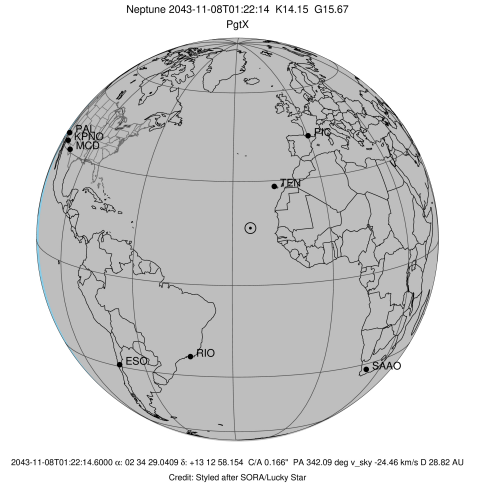 Neptune 2043-11-08T01:22:14 K14.15 G15.67
PgtX
PAL
KPNO
MCD
PIC
TEN
RIO
ESO
SAAO
2043-11-08T01:22:14.6000 α: 02 34 29.0409 δ: +13 12 58.154 C/A 0.166" PA 342.09 deg v_sky -24.46 km/s D 28.82 AU
Credit: Styled after SORA/Lucky Star